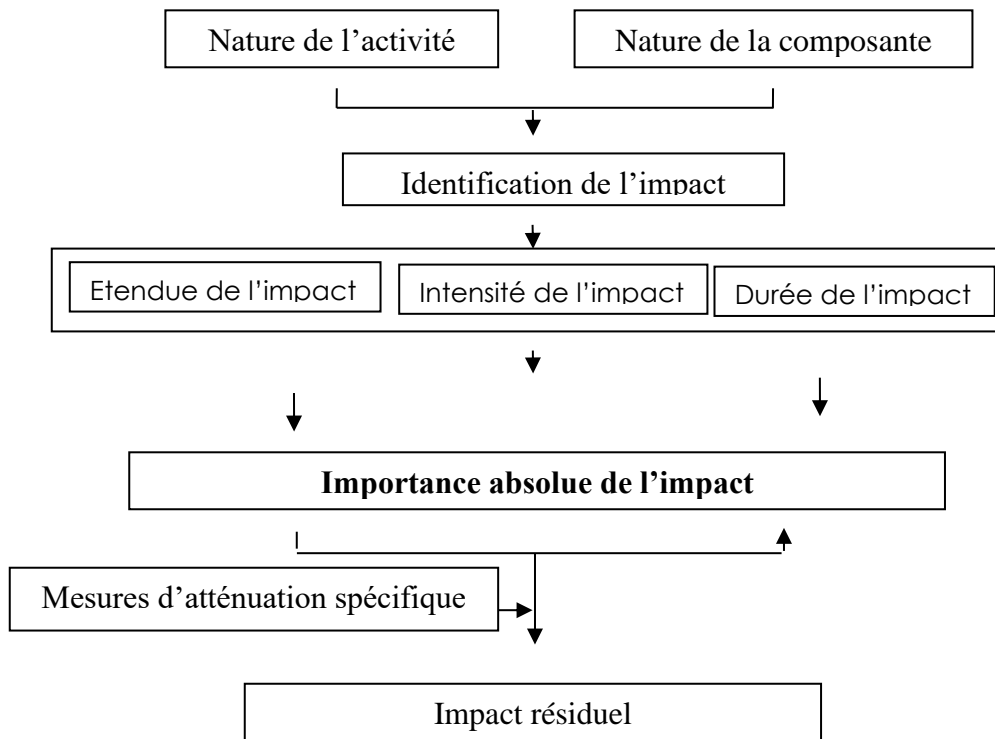 Nature de l’activité
Nature de la composante
Identification de l’impact
Etendue de l’impact
Intensité de l’impact
Durée de l’impact
Importance absolue de l’impact
Mesures d’atténuation spécifique
Impact résiduel